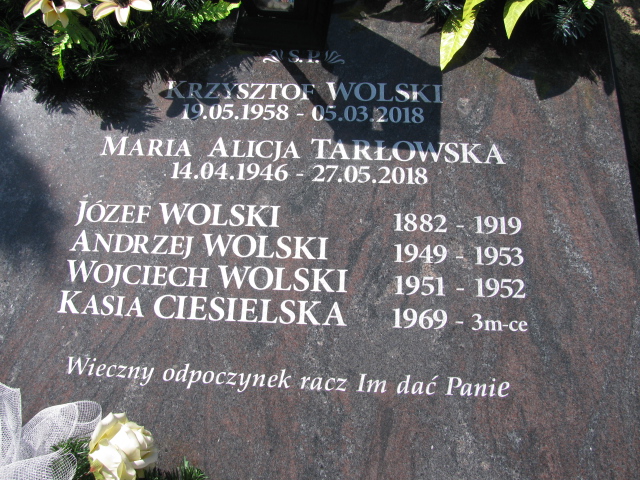 Ś.P.
KRZYSZTOF WOLSKI
19.05.1958 - 05.03.2018
MARIA ALICJA TARŁOWSKA
14.04.1946 - 27.05.2018
JÓZEF WOLSKI 1882 - 1919
ANDRZEJ WOLSKI 1949 - 1953
WOJCIECH WOLSKI 1951 - 1952
KASIA CIESIELSKA 1969 - 3m-ce
Wieczny odpoczynek racz Im dać Panie